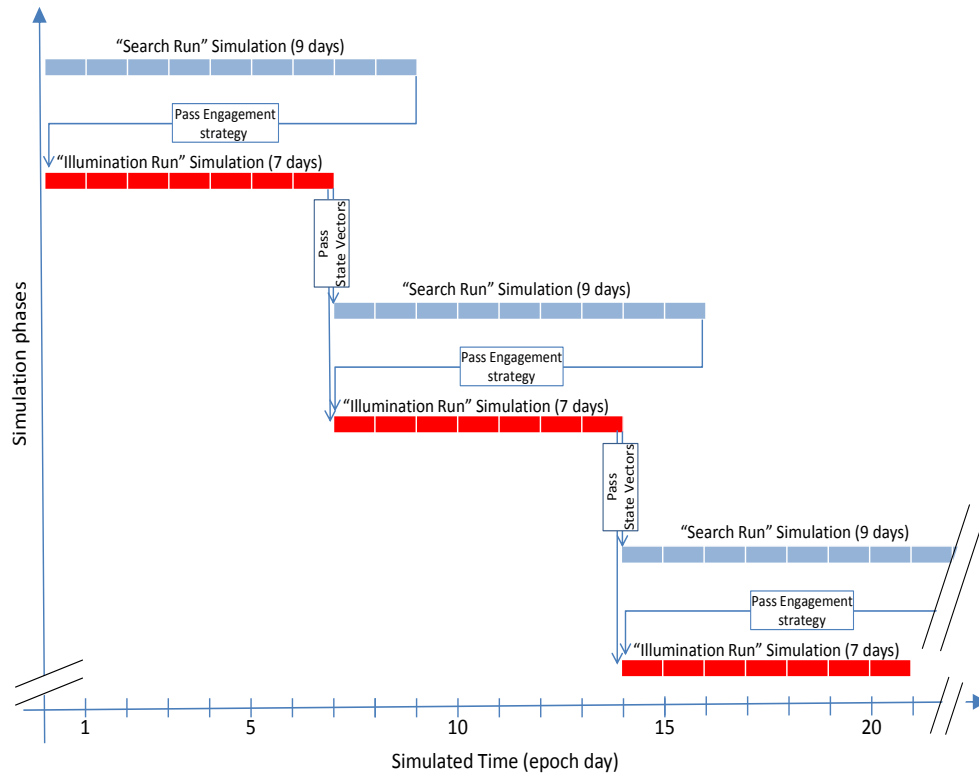 “Search Run” Simulation (9 days)
Pass Engagement
strategy
“Illumination Run” Simulation (7 days)
Pass
State Vectors
“Search Run” Simulation (9 days)
Pass Engagement
strategy
“Illumination Run” Simulation (7 days)
Pass
State Vectors
“Search Run” Simulation (9 days)
Pass Engagement
strategy
“Illumination Run” Simulation (7 days)
Simulation phases
1 5 10 15 20
Simulated Time (epoch day)